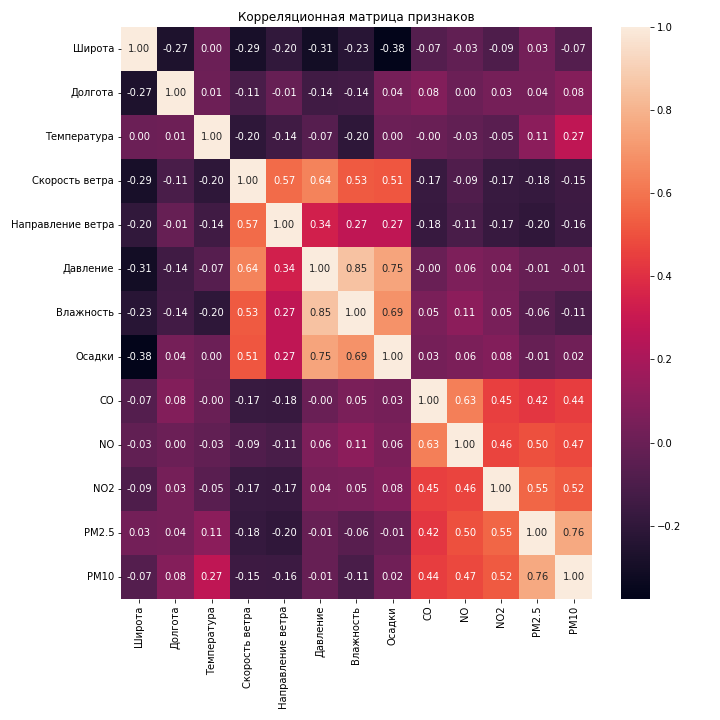 Корреляционная матрица признаков
Широта 1.00 -0.27 0.00 -0.29 -0.20 -0.31 -0.23 -0.38 -0.07 -0.03 -0.09 0.03 -0.07
Долгота -0.27 1.00 0.01 -0.11 -0.01 -0.14 -0.14 0.04 0.08 0.00 0.03 0.04 0.08
Температура 0.00 0.01 1.00 -0.20 -0.14 -0.07 -0.20 0.00 -0.00 -0.03 -0.05 0.11 0.27
Скорость ветра -0.29 -0.11 -0.20 1.00 0.57 0.64 0.53 0.51 -0.17 -0.09 -0.17 -0.18 -0.15
Направление ветра -0.20 -0.01 -0.14 0.57 1.00 0.34 0.27 0.27 -0.18 -0.11 -0.17 -0.20 -0.16
Давление -0.31 -0.14 -0.07 0.64 0.34 1.00 0.85 0.75 -0.00 0.06 0.04 -0.01 -0.01
Влажность -0.23 -0.14 -0.20 0.53 0.27 0.85 1.00 0.69 0.05 0.11 0.05 -0.06 -0.11
Осадки -0.38 0.04 0.00 0.51 0.27 0.75 0.69 1.00 0.03 0.06 0.08 -0.01 0.02
CO -0.07 0.08 -0.00 -0.17 -0.18 -0.00 0.05 0.03 1.00 0.63 0.45 0.42 0.44
NO -0.03 0.00 -0.03 -0.09 -0.11 0.06 0.11 0.06 0.63 1.00 0.46 0.50 0.47
NO2 -0.09 0.03 -0.05 -0.17 -0.17 0.04 0.05 0.08 0.45 0.46 1.00 0.55 0.52
PM2.5 0.03 0.04 0.11 -0.18 -0.20 -0.01 -0.06 -0.01 0.42 0.50 0.55 1.00 0.76
PM10 -0.07 0.08 0.27 -0.15 -0.16 -0.01 -0.11 0.02 0.44 0.47 0.52 0.76 1.00
Широта
Долгота
Температура
Скорость ветра
Направление ветра
Давление
Влажность
Осадки
CO
NO
NO2
PM2.5
PM10
1.0
0.8
0.6
0.4
0.2
0.0
−0.2